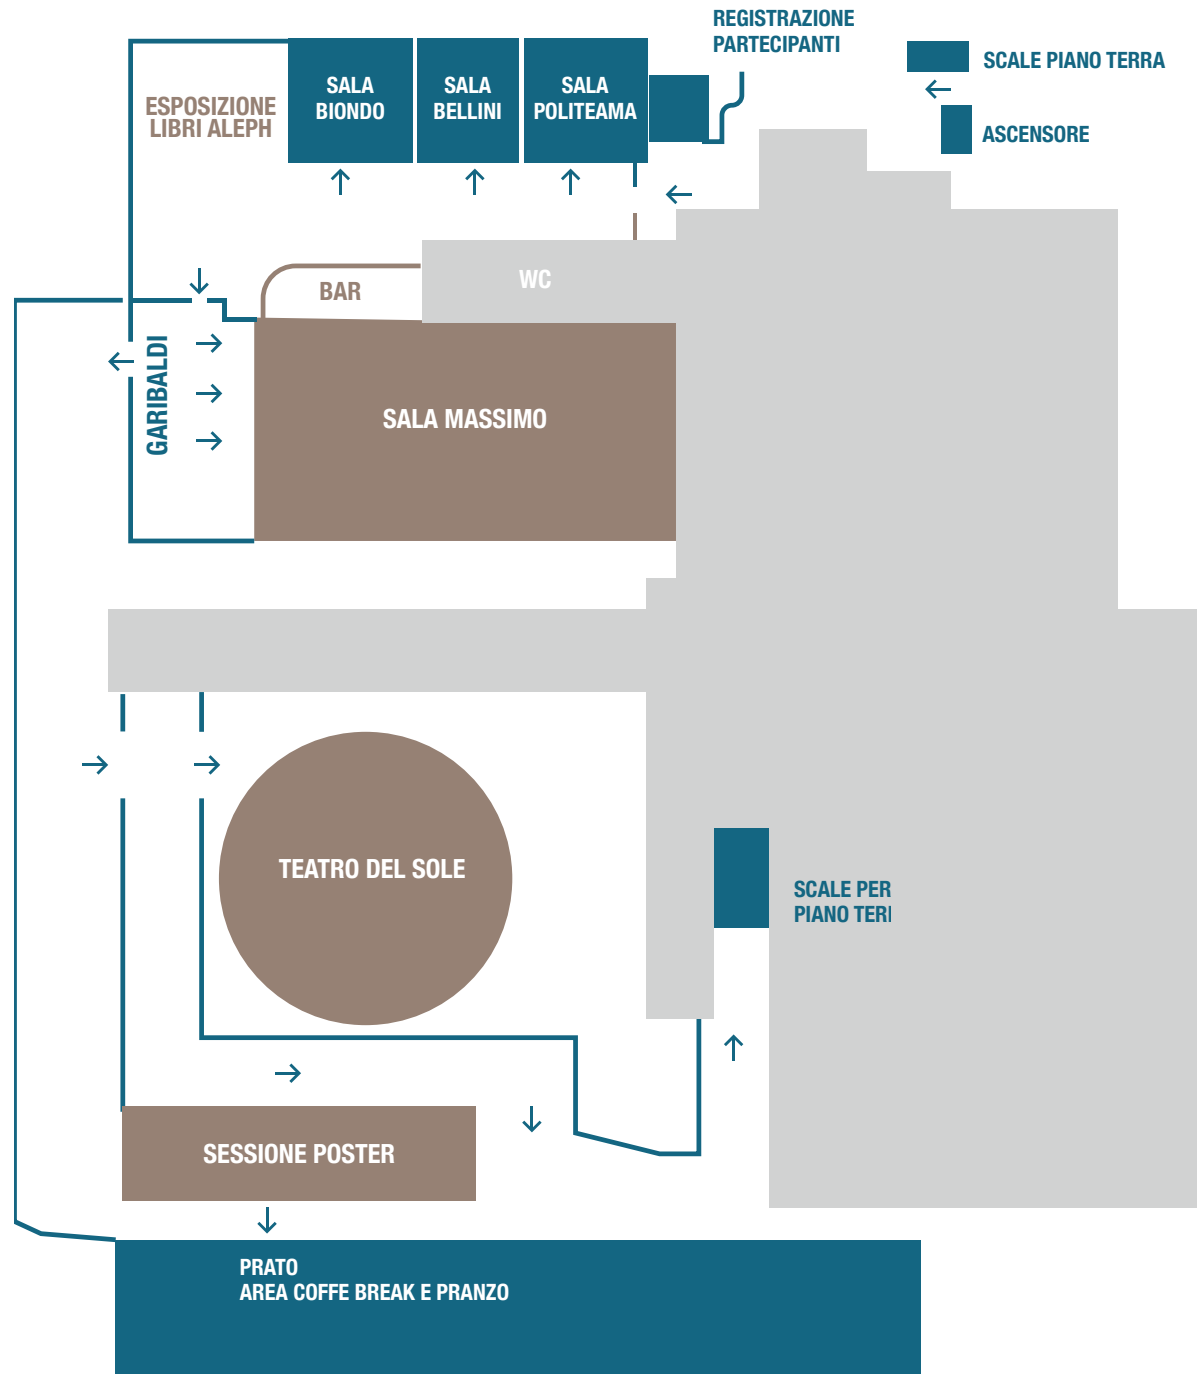 REGISTRAZIONE
PARTECIPANTI
SCALE PIANO TERRA
ASCENSORE
SALA
BIONDO
SALA
BELLINI
SALA
POLITEAMA
ESPOSIZIONE
LIBRI ALEPH
WC
BAR
GARIBALDI
SALA MASSIMO
TEATRO DEL SOLE
SCALE PER
PIANO TERI
SESSIONE POSTER
PRATO
AREA COFFE BREAK E PRANZO